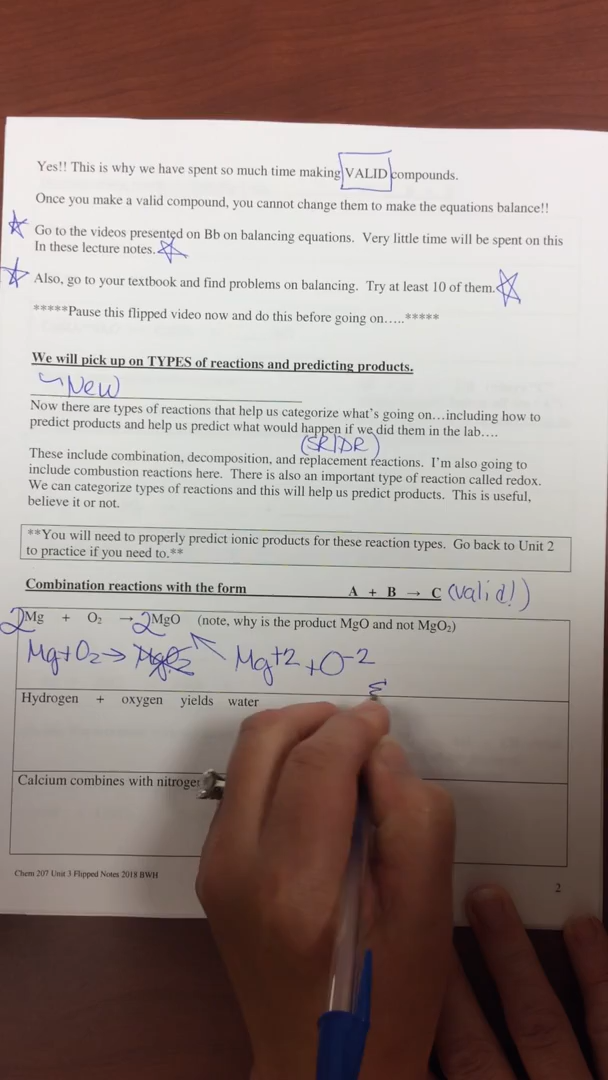 Yes!! This is why we have spent so much time making VALID compounds.
Once you make a valid compound, you cannot change them to make the equations balance!!
Go to the videos presented on Bb on balancing equations. Very little time will be spent on this
In these lecture notes.
Also, go to your textbook and find problems on balancing. Try at least 10 of them.
*****Pause this flipped video now and do this before going on…..*****
We will pick up on TYPES of reactions and predicting products.
New
Now there are types of reactions that help us categorize what's going on…including how to
predict products and help us predict what would happen if we did them in the lab….
(SR/DR)
These include combination, decomposition, and replacement reactions. I'm also going to
include combustion reactions here. There is also an important type of reaction called redox.
We can categorize types of reactions and this will help us predict products. This is useful,
believe it or not.
**You will need to properly predict ionic products for these reaction types. Go back to Unit 2
to practice if you need to.**
Combination reactions with the form A + B → C (valid!)
2Mg + O₂ → 2MgO (note, why is the product MgO and not MgO₂)
Mg+O₂→ MgO₂ Mg+2 + O-2
Hydrogen + oxygen yields water
Calcium combines with
Chem 207 Unit 3 Flipped Notes 2018 BWH
2